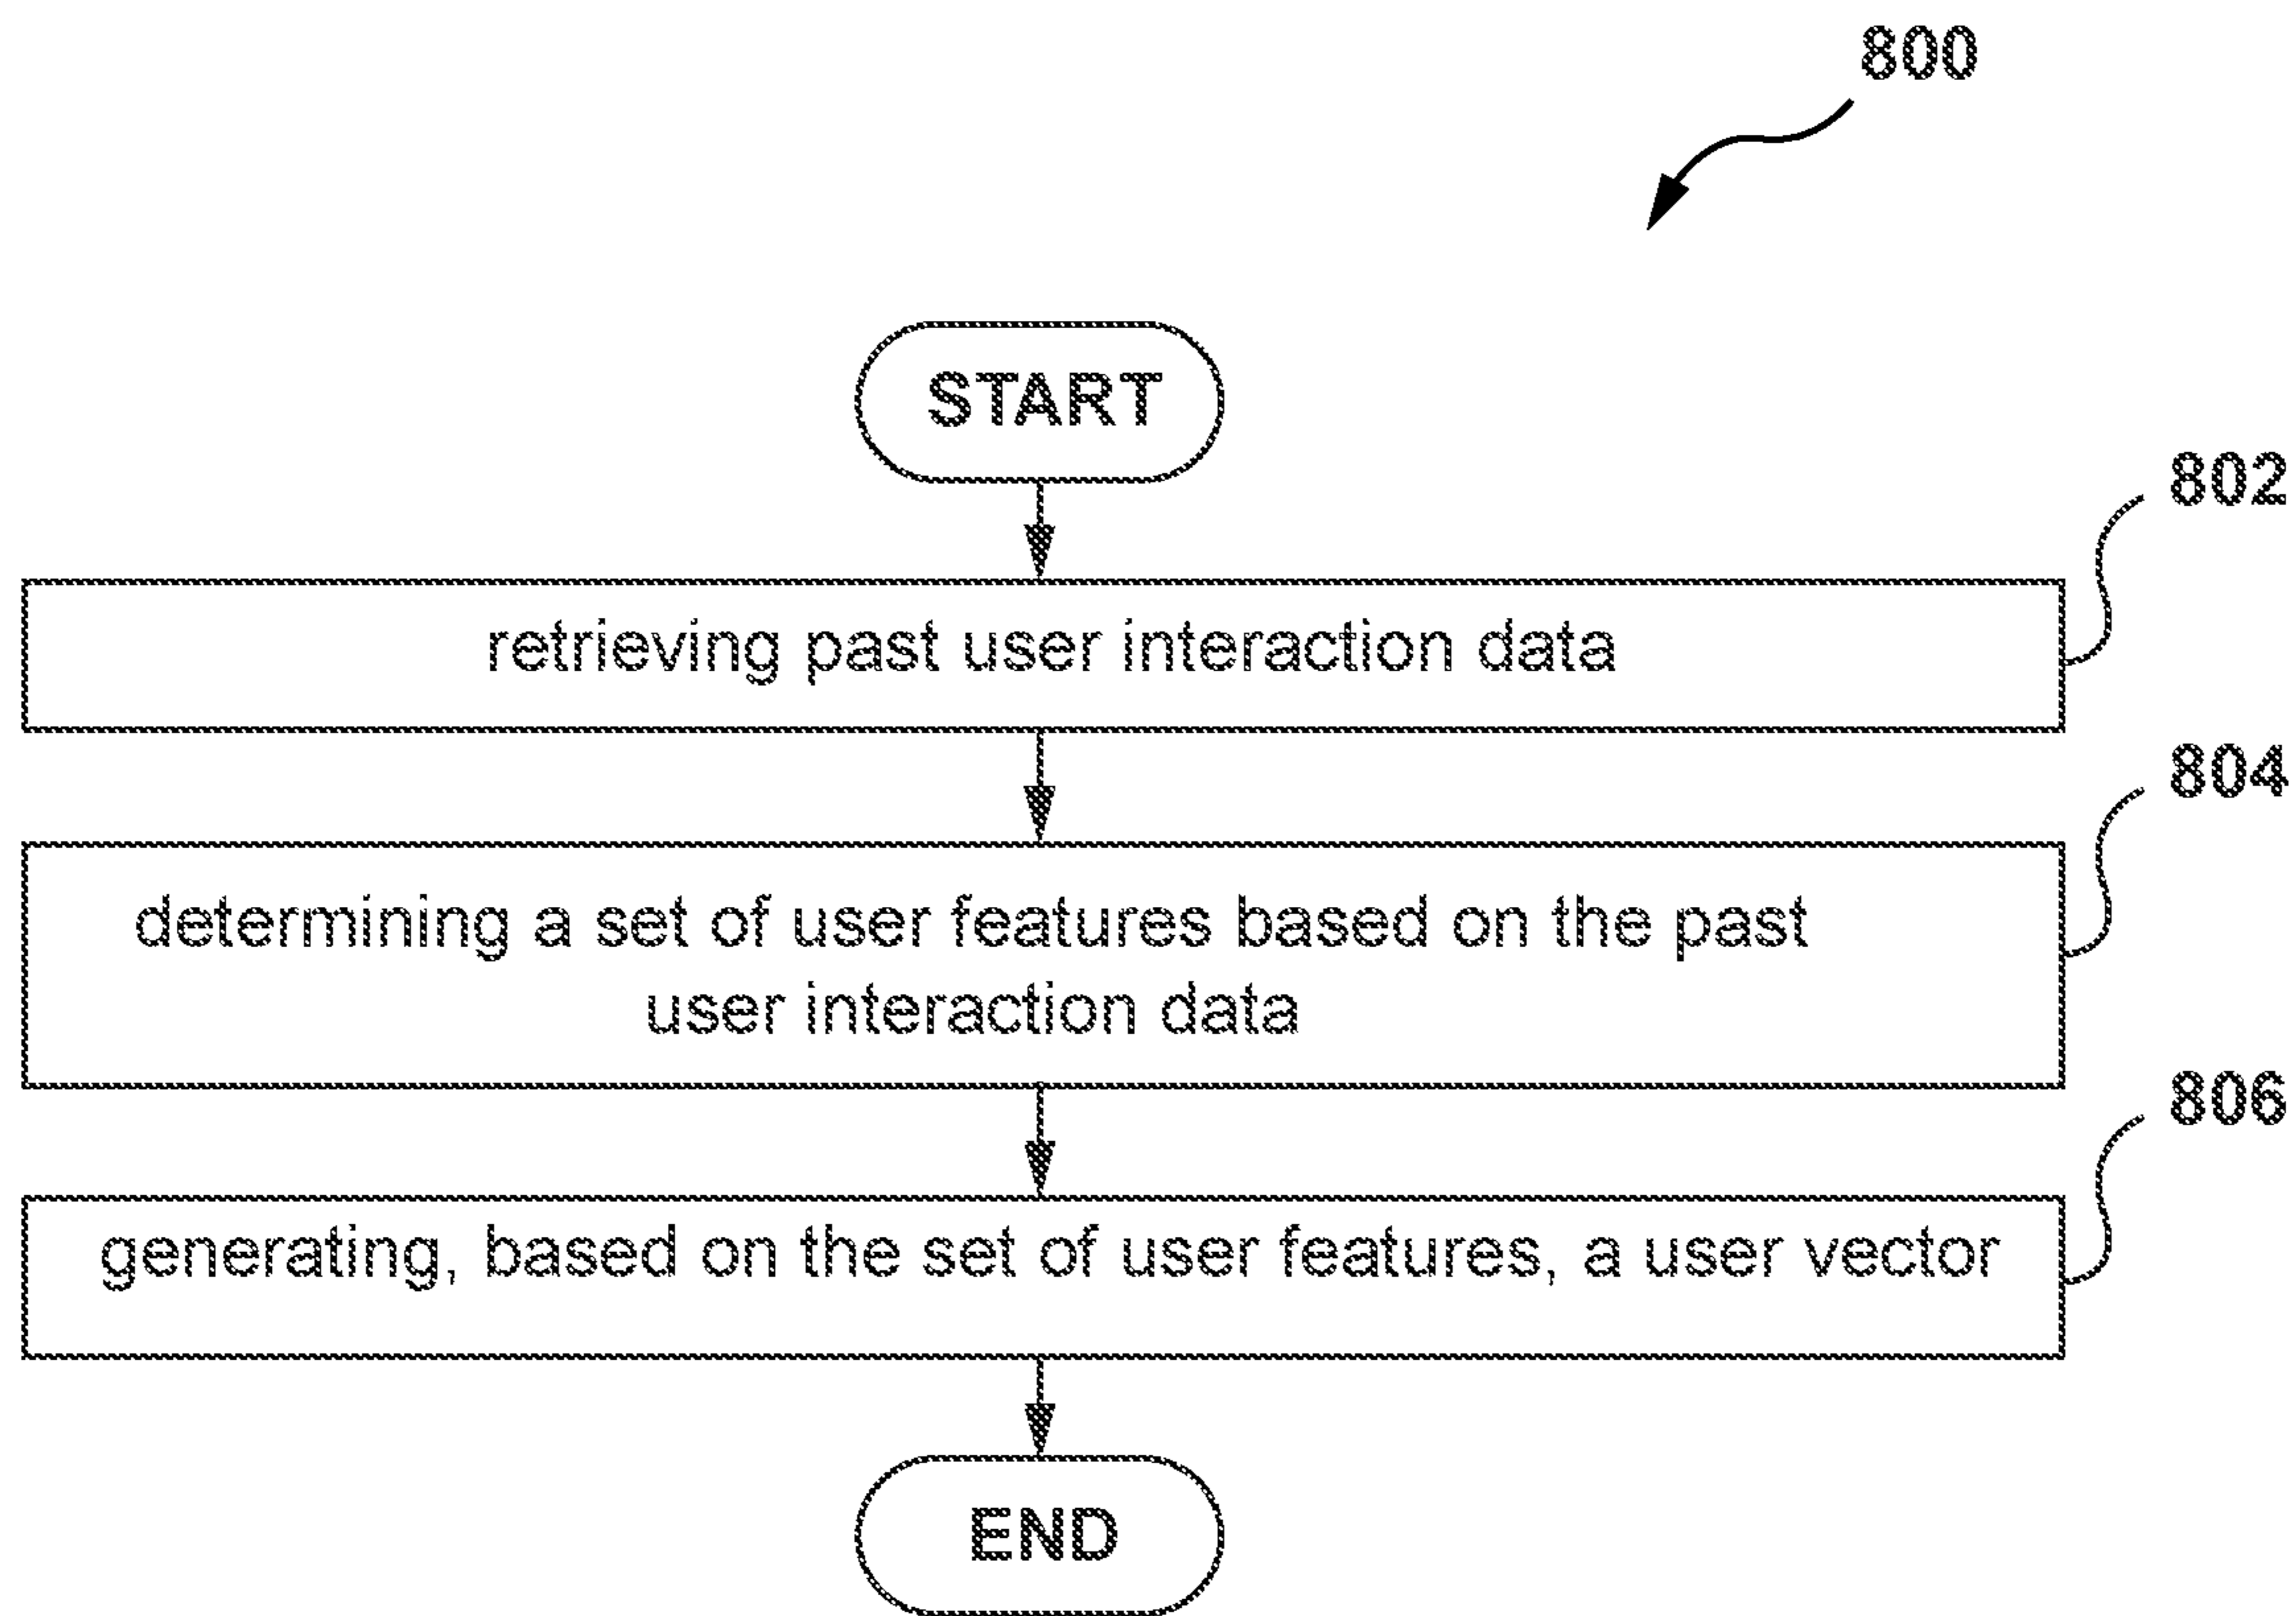 800
START
802
retrieving past user interaction data
804
determining a set of user features based on the past
user interaction data
806
generating, based on the set of user features, a user vector
END